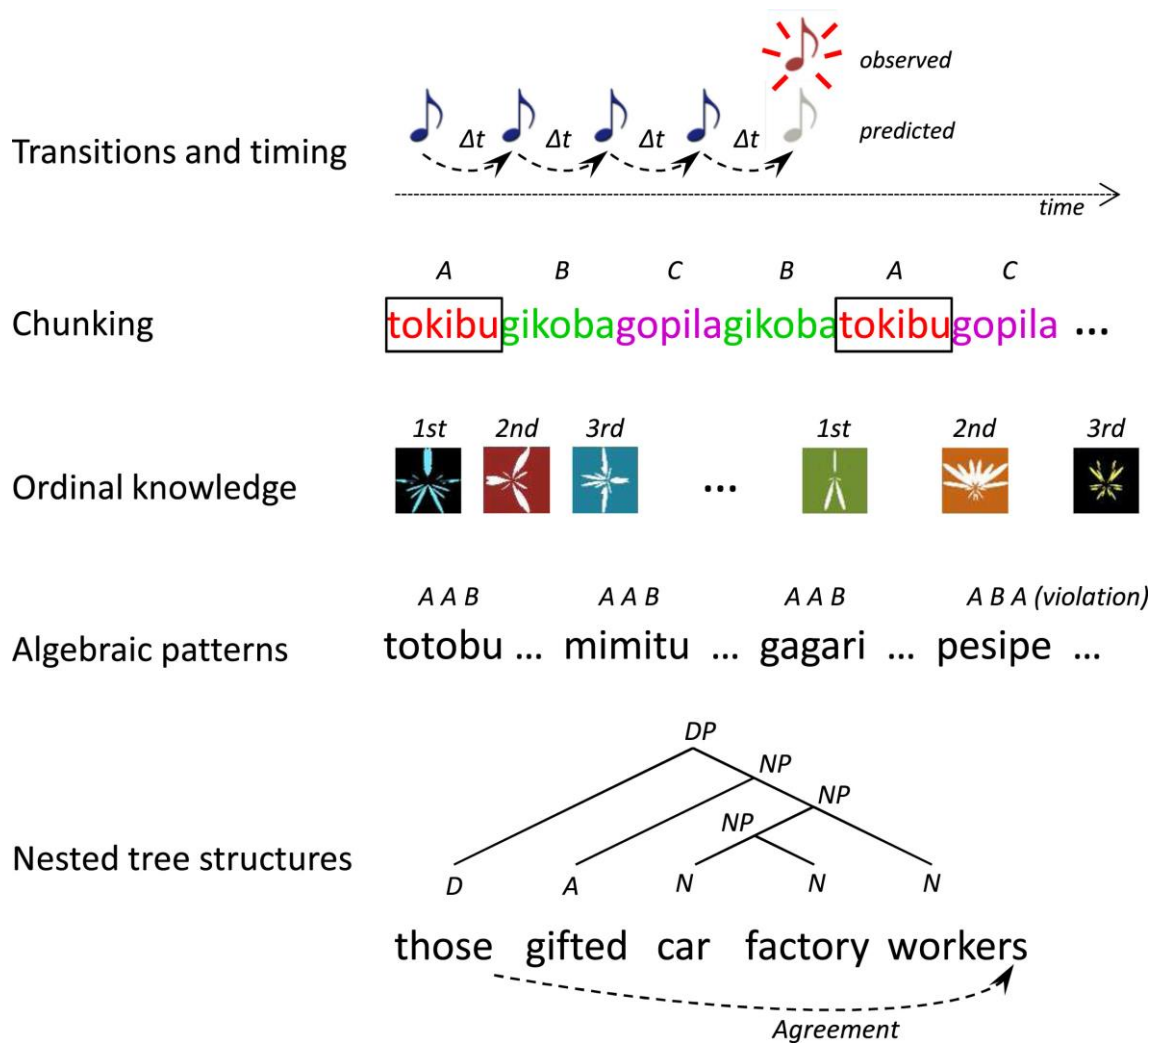 observed
predicted
Δt Δt Δt Δt
Transitions and timing
time
A B C B A C
Chunking
tokibugikobagopilagikobatokibugopila ...
1st 2nd 3rd 1st 2nd 3rd
Ordinal knowledge
...
A A B A A B A A B A B A (violation)
Algebraic patterns
totobu ... mimitu ... gagari ... pesipe ...
DP
NP
NP
NP
Nested tree structures
D A N N N
those gifted car factory workers
Agreement